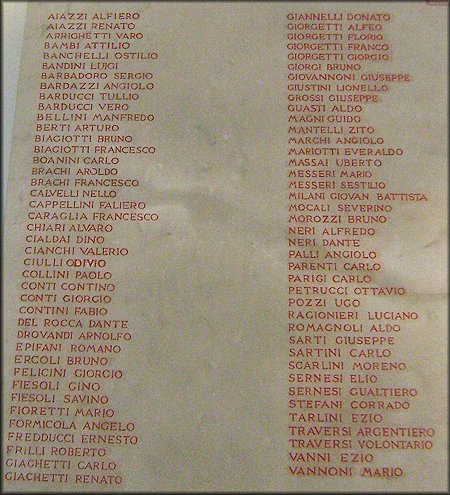 AIAZZI ALFIERO
AIAZZI RENATO
ARRIGHETTI VARO
BAMBI ATTILIO
BANCHELLI OSTILIO
BANDINI LUIGI
BARBADORO SERGIO
BARDAZZI ANGIOLO
BARDUCCI TULLIO
BARDUCCI VERO
BELLINI MANFREDO
BERTI ARTURO
BIAGIOTTI BRUNO
BIAGIOTTI FRANCESCO
BOANINI CARLO
BRACHI AROLDO
BRACHI FRANCESCO
CALVELLI NELLO
CAPPELLINI FALIERO
CARAGLIA FRANCESCO
CHIARI ALVARO
CIALDAI DINO
CIANCHI VALERIO
CIULLI DIVIO
COLLINI PAOLO
CONTI CONTINO
CONTI GIORGIO
CONTINI FABIO
DEL ROCCA DANTE
DROVANDI ARNOLFO
EPIFANI ROMANO
ERCOLI BRUNO
FELICINI GIORGIO
FIESOLI GINO
FIESOLI SAVINO
FIORETTI MARIO
FORMICOLA ANGELO
FREDDUCCI ERNESTO
FRILLI ROBERTO
GIAGHETTI CARLO
GIACHETTI RENATO
GIANNELLI DONATO
GIORGETTI ALFEO
GIORGETTI FLORIO
GIORGETTI FRANCO
GIORGETTI GIORGIO
GIORGI BRUNO
GIOVANNONI GIUSEPPE
GIUSTINI LIONELLO
GROSSI GIUSEPPE
GUASTI ALDO
MAGNI GUIDO
MANTELLI ZITO
MARCHI ANGIOLO
MARIOTTI EVERALDO
MASSAI UBERTO
MESSERI MARIO
MESSERI SESTILIO
MILANI GIOVAN BATTISTA
MOCALI SEVERINO
MOROZZI BRUNO
NERI ALFREDO
NERI DANTE
PALLI ANGIOLO
PARENTI CARLO
PARIGI CARLO
PETRUCCI OTTAVIO
POZZI UGO
RAGIONIERI LUCIANO
ROMAGNOLI ALDO
SARTI GIUSEPPE
SARTINI CARLO
SCARLINI MORENO
SERNESI ELIO
SERNESI GUALTIERO
STEFANI CORRADO
TARLINI EZIO
TRAVERSI ARGENTIERO
TRAVERSI VOLONTARIO
VANNI EZIO
VANNONI MARIO